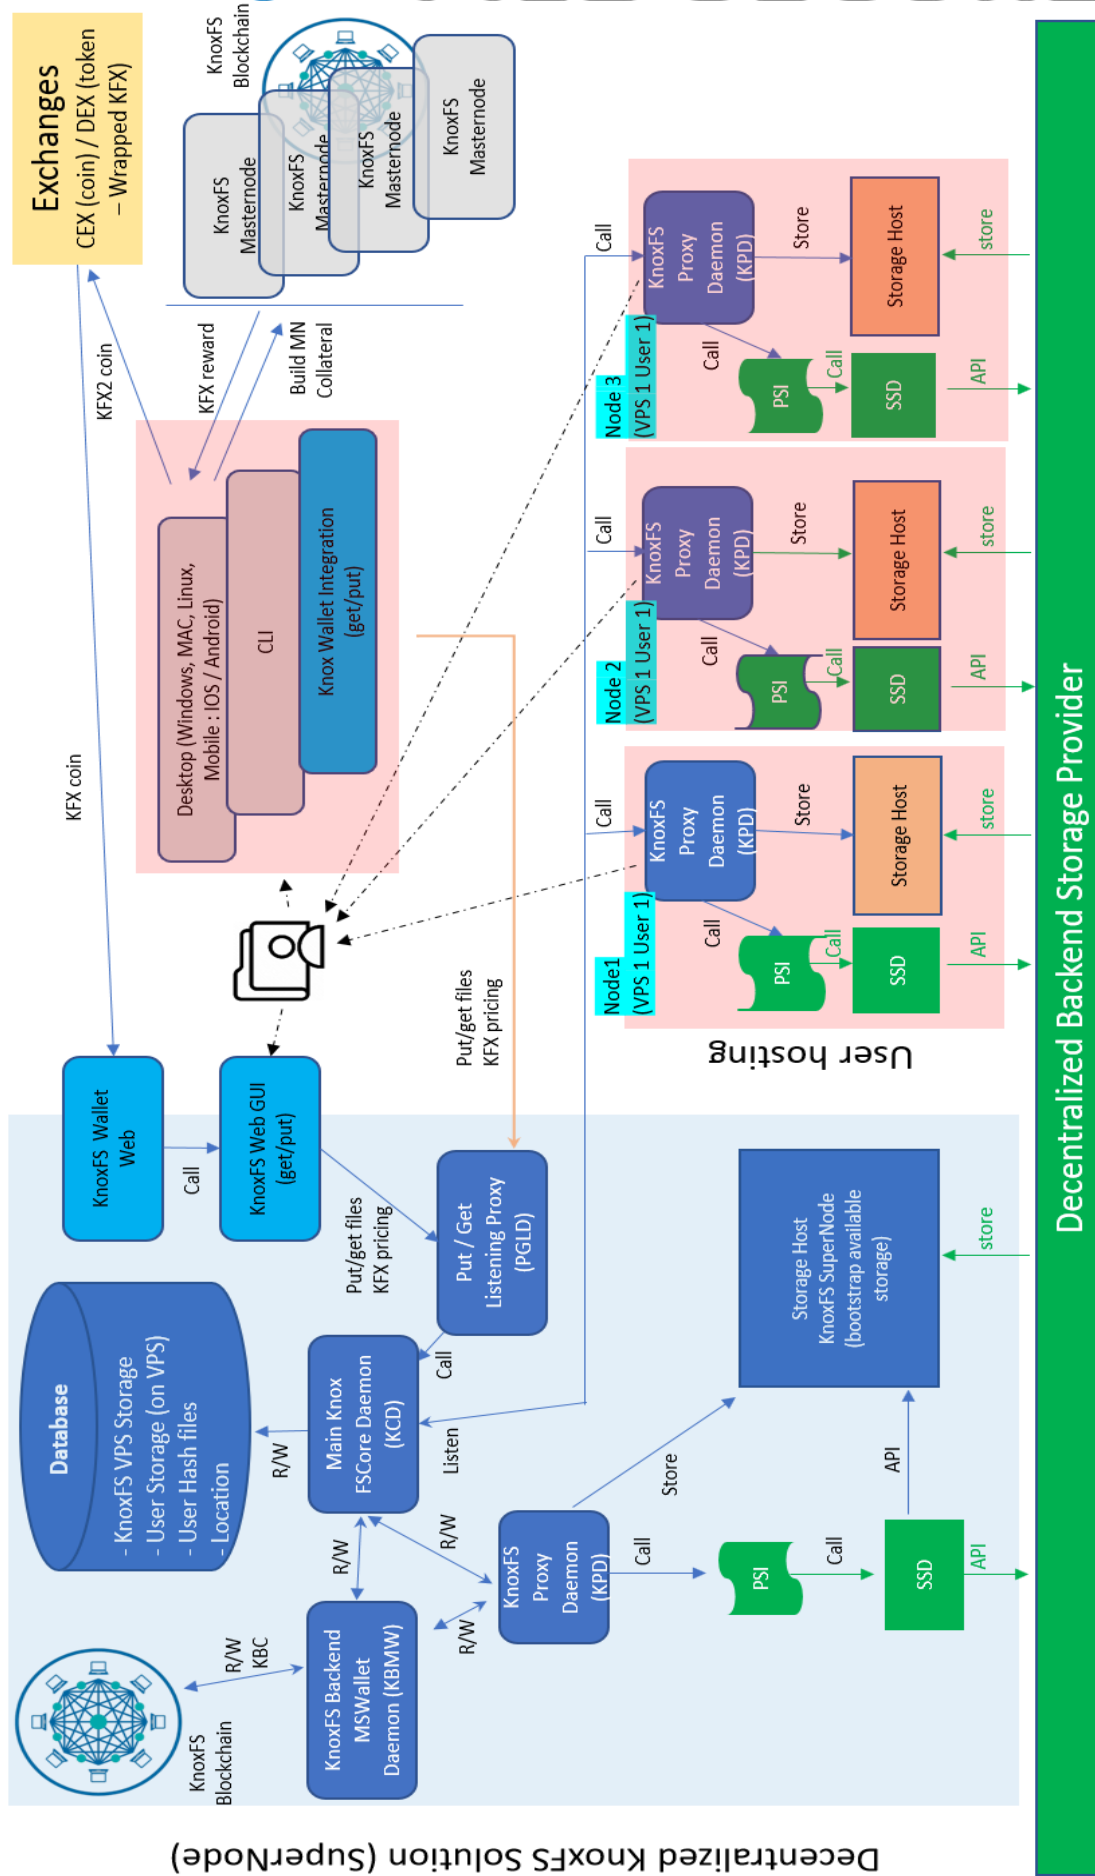 Decentralized KnoxFS Solution (SuperNode)
KnoxFS
Blockchain
R/W
KBC
KnoxFS Backend
MSWallet
Daemon (KBMW)
R/W
R/W
R/W
Database
- KnoxFS VPS Storage
- User Storage (on VPS)
- User Hash files
- Location
R/W
Main Knox
FSCore Daemon
(KCD)
Listen
Call
KnoxFS
Proxy
Daemon
(KPD)
Call
PSI
Call
SSD
API
API
Store
Storage Host
KnoxFS SuperNode
(bootstrap available
storage)
store
KnoxFS Wallet
Web
Call
KnoxFS Web GUI
(get/put)
Put/get files
KFX pricing
Put / Get
Listening Proxy
(PGLD)
Put/get files
KFX pricing
KFX coin
Desktop (Windows, MAC, Linux,
Mobile : IOS / Android)
CLI
Knox Wallet Integration
(get/put)
KFX2 coin
KFX reward
Build MN
Collateral
Exchanges
CEX (coin) / DEX (token
– Wrapped KFX)
KnoxFS
Blockchain
KnoxFS
Masternode
KnoxFS
Masternode
KnoxFS
Masternode
KnoxFS
Masternode
User hosting
Node1
(VPS 1 User 1)
Call
KnoxFS
Proxy
Daemon
(KPD)
Call
Store
PSI
Call
SSD
Storage Host
API
store
Node 2
(VPS 1 User 1)
Call
KnoxFS
Proxy
Daemon
(KPD)
Call
Store
PSI
Call
SSD
Storage Host
API
store
Node 3
(VPS 1 User 1)
Call
KnoxFS
Proxy
Daemon
(KPD)
Call
Store
PSI
Call
SSD
Storage Host
API
store
Decentralized Backend Storage Provider